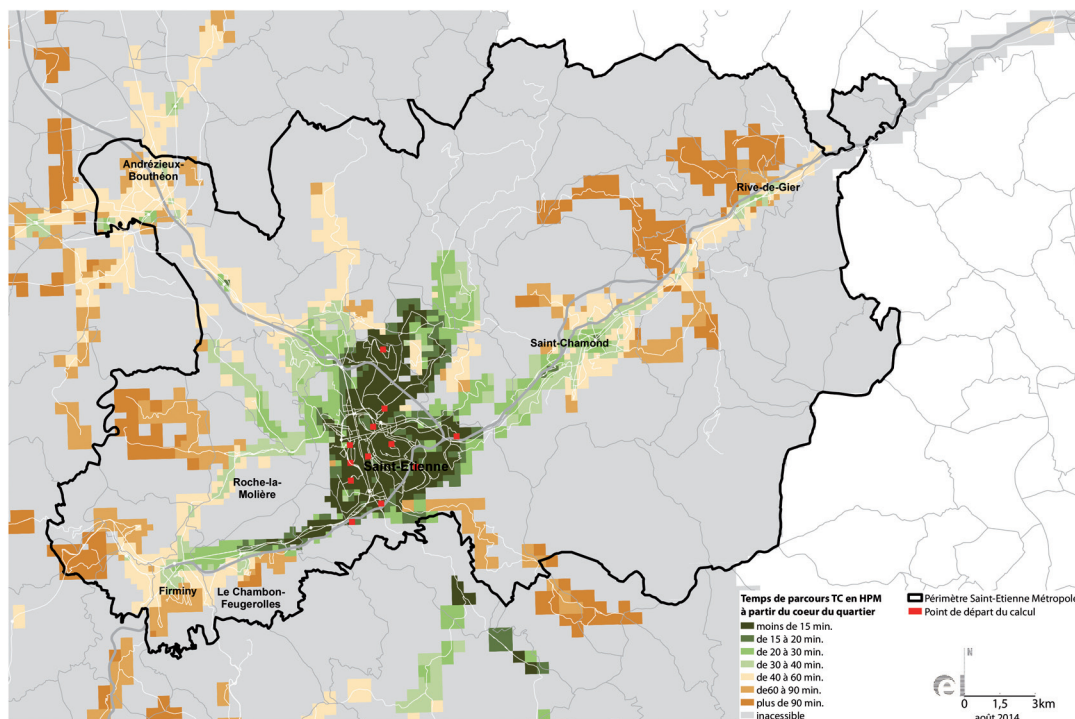 Andrézieux-
Bouthéon
Rive-de-Gier
Saint-Chamond
Saint-Etienne
Roche-la-
Molière
Firminy
Le Chambon-
Feugerolles
Temps de parcours TC en HPM
à partir du coeur du quartier
moins de 15 min.
de 15 à 20 min.
de 20 à 30 min.
de 30 à 40 min.
de 40 à 60 min.
de60 à 90 min.
plus de 90 min.
inacessible
Périmètre Saint-Etienne Métropole
Point de départ du calcul
N
e
0 1,5 3km
août 2014